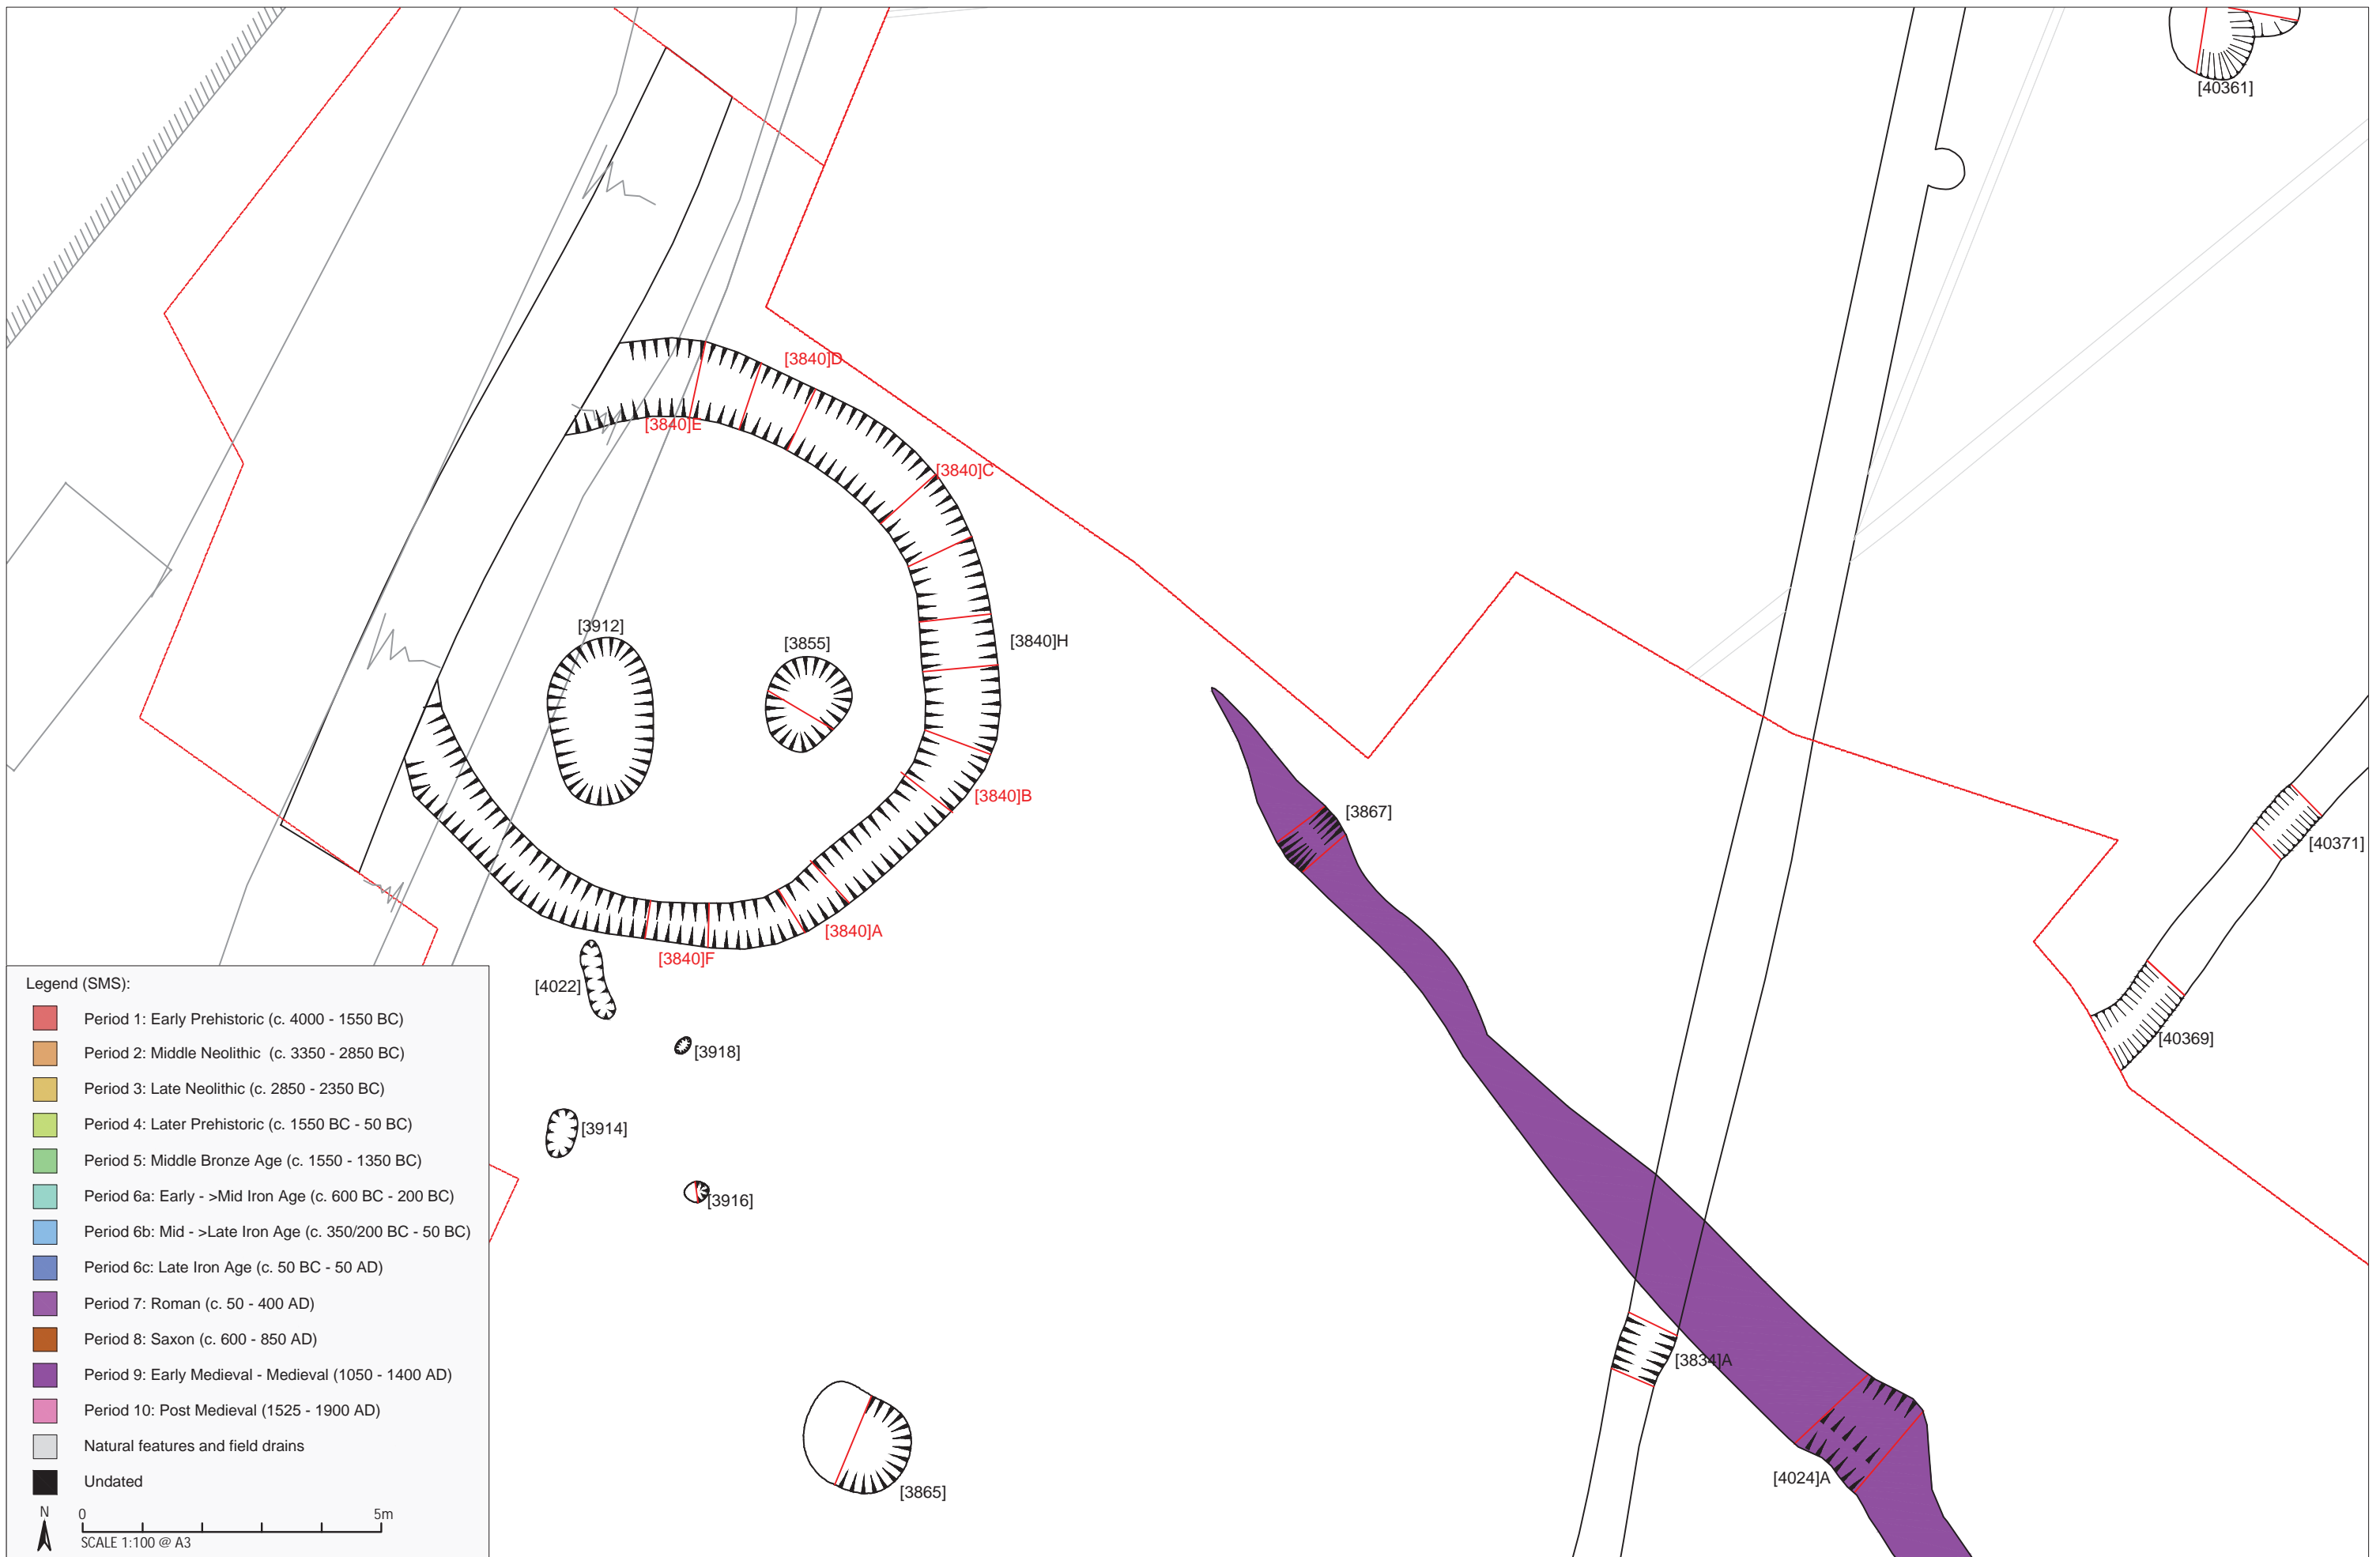 [40361]
[3840]D
[3840]E
[3840]C
[3912]
[3855]
[3840]H
[3840]B
[3867]
[40371]
[3840]A
[3840]F
[4022]
[3918]
[40369]
[3914]
[3916]
[3834]A
[4024]A
[3865]
Legend (SMS):
Period 1: Early Prehistoric (c. 4000 - 1550 BC)
Period 2: Middle Neolithic (c. 3350 - 2850 BC)
Period 3: Late Neolithic (c. 2850 - 2350 BC)
Period 4: Later Prehistoric (c. 1550 BC - 50 BC)
Period 5: Middle Bronze Age (c. 1550 - 1350 BC)
Period 6a: Early - >Mid Iron Age (c. 600 BC - 200 BC)
Period 6b: Mid - >Late Iron Age (c. 350/200 BC - 50 BC)
Period 6c: Late Iron Age (c. 50 BC - 50 AD)
Period 7: Roman (c. 50 - 400 AD)
Period 8: Saxon (c. 600 - 850 AD)
Period 9: Early Medieval - Medieval (1050 - 1400 AD)
Period 10: Post Medieval (1525 - 1900 AD)
Natural features and field drains
Undated
N 0 5m
SCALE 1:100 @ A3